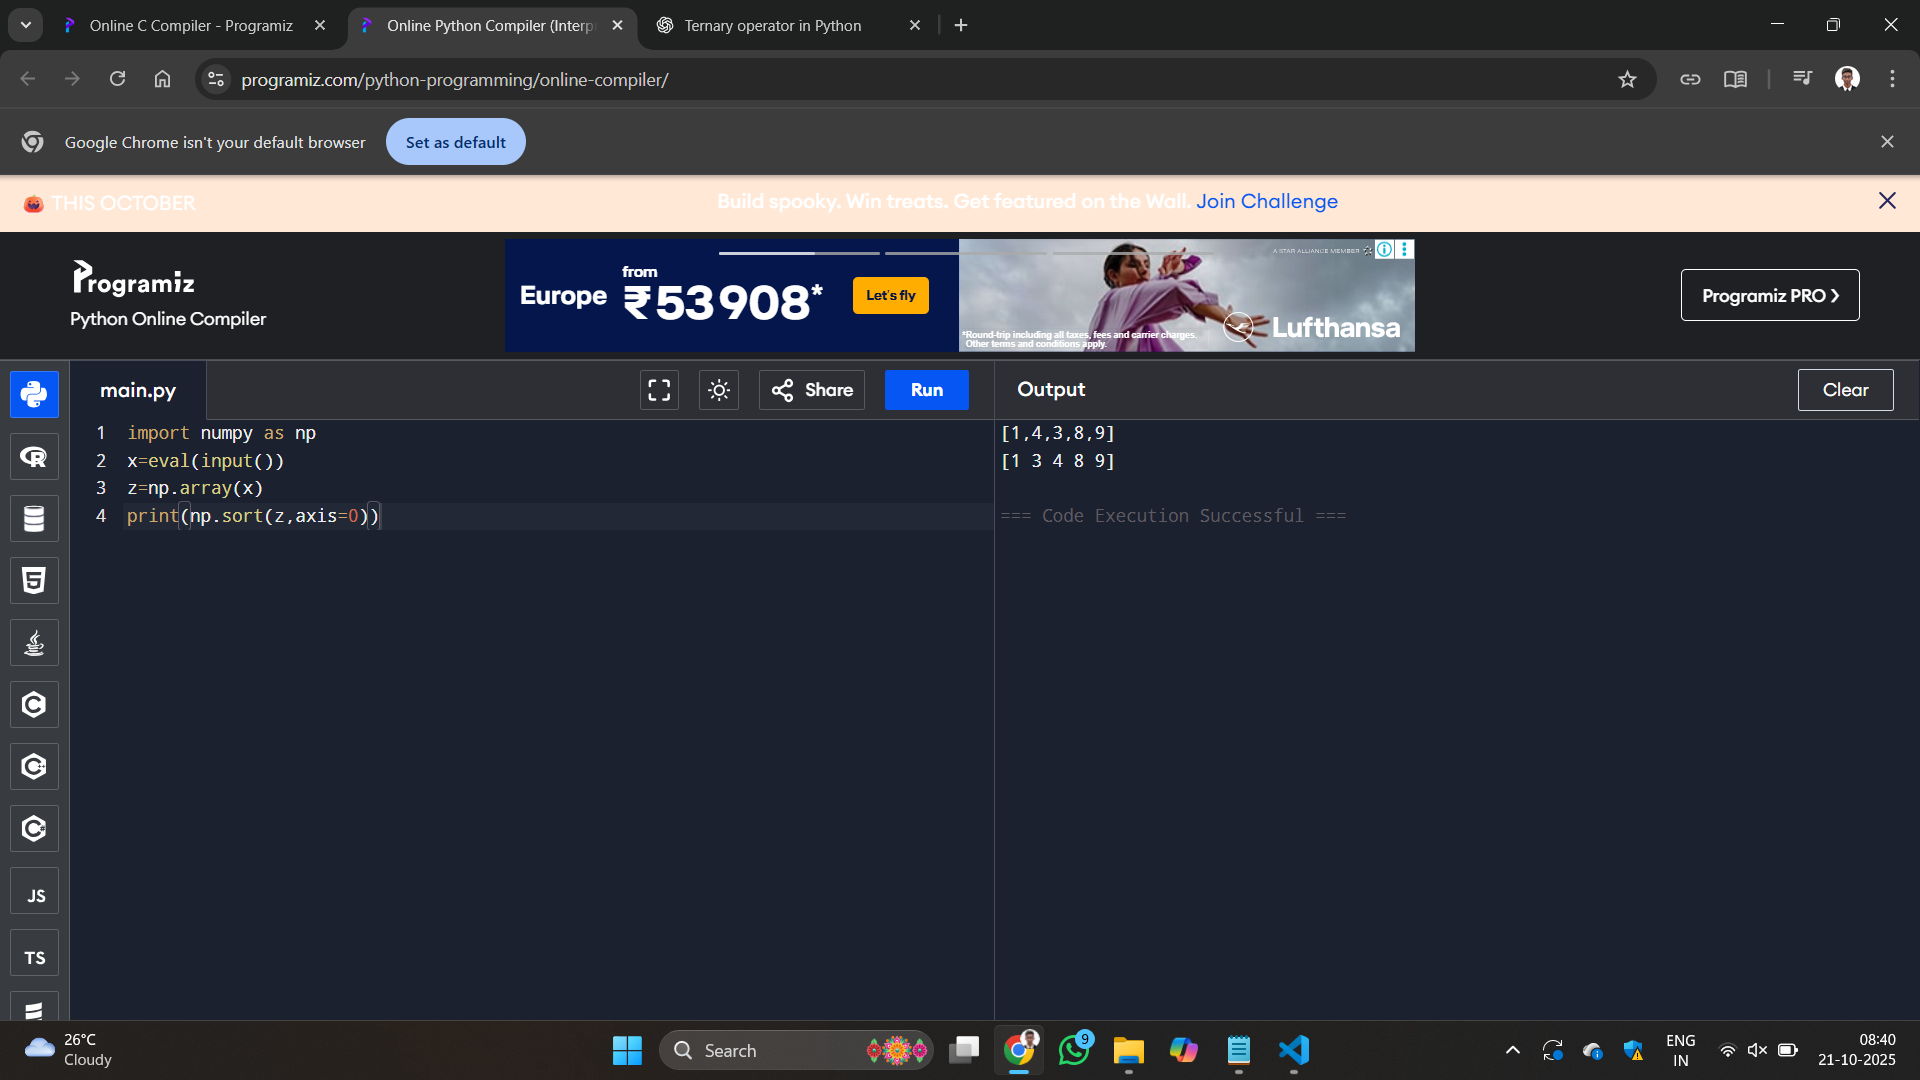 Online C Compiler - Programiz
Online Python Compiler (Interp
Ternary operator in Python
programiz.com/python-programming/online-compiler/
Google Chrome isn't your default browser
Set as default
THIS OCTOBER
Build spooky. Win treats. Get featured on the Wall. Join Challenge
Programiz
Python Online Compiler
Europe
from
₹53 908*
Let's fly
A STAR ALLIANCE MEMBER
*Round-trip including all taxes, fees and carrier charges.
Other terms and conditions apply.
Lufthansa
Programiz PRO ❯
main.py
Share
Run
Output
Clear
1 import numpy as np
2 x=eval(input())
3 z=np.array(x)
4 print(np.sort(z,axis=0))
[1,4,3,8,9]
[1 3 4 8 9]
=== Code Execution Successful ===
JS
TS
26°C
Cloudy
Search
9
ENG
IN
08:40
21-10-2025